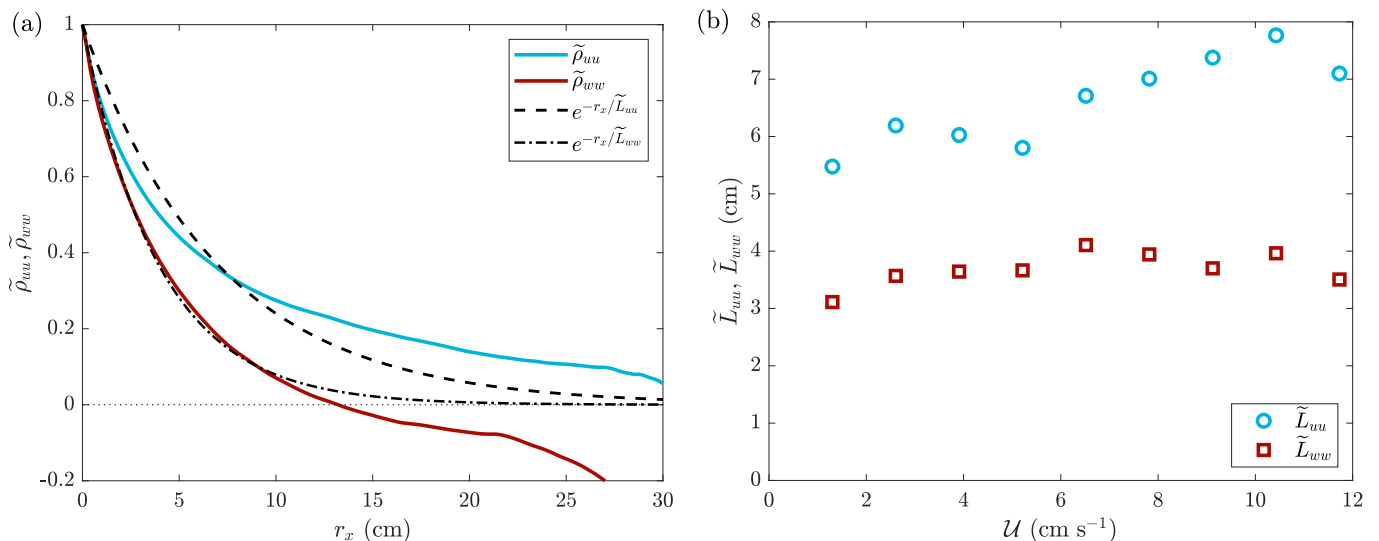 (a)
1
0.8
0.6
0.4
0.2
0
-0.2
ρ̃uu, ρ̃ww
0 5 10 15 20 25 30
rx (cm)
ρ̃uu
ρ̃ww
e−rx/L̃uu
e−rx/L̃ww
(b)
8
7
6
5
4
3
2
1
0
L̃uu, L̃ww (cm)
0 2 4 6 8 10 12
𝒰 (cm s−1)
L̃uu
L̃ww